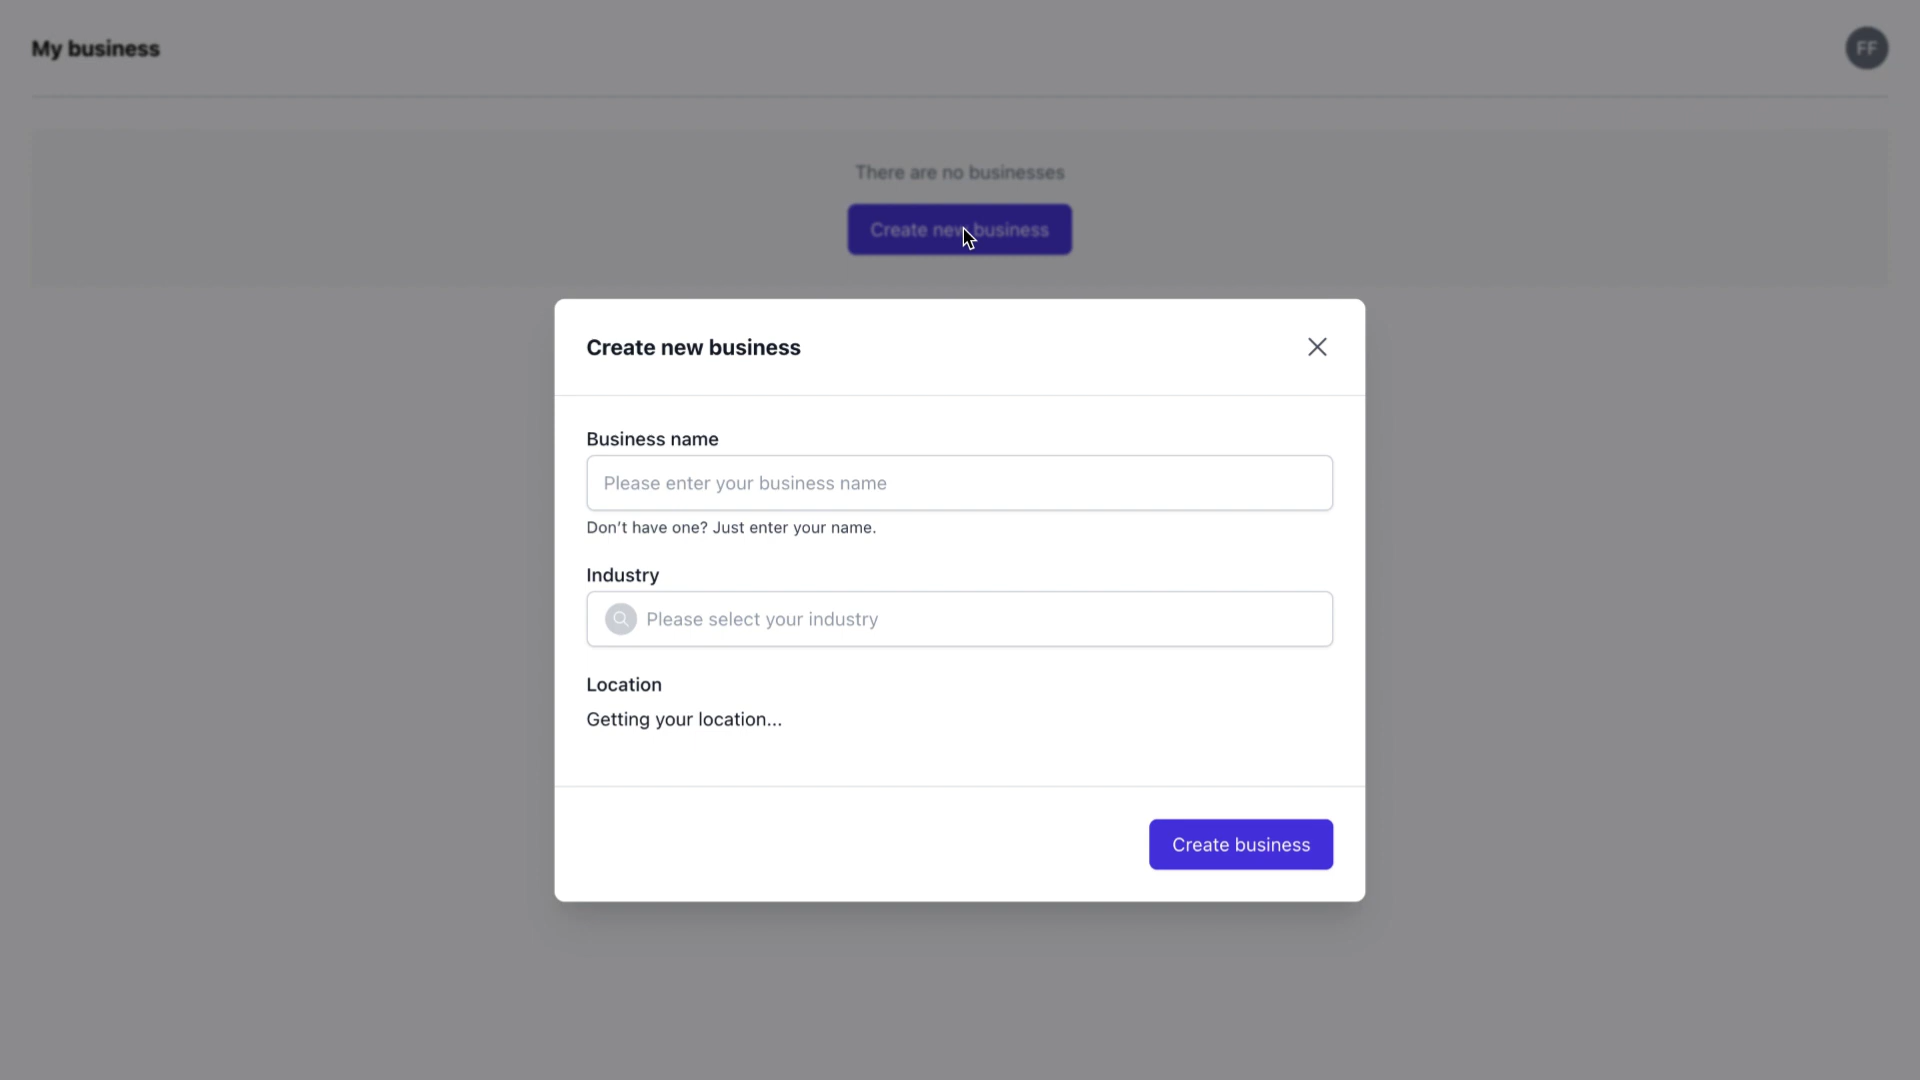 My business
FF
There are no businesses
Create new business
Create new business
Business name
Please enter your business name
Don't have one? Just enter your name.
Industry
Please select your industry
Location
Getting your location...
Create business